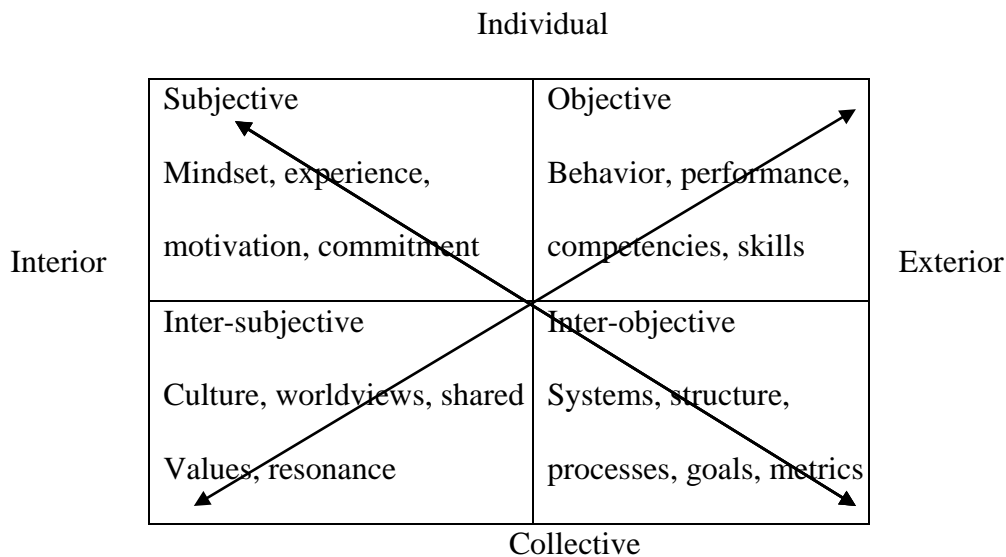 Individual
Subjective
Mindset, experience,
motivation, commitment
Objective
Behavior, performance,
competencies, skills
Interior
Exterior
Inter-subjective
Culture, worldviews, shared
Values, resonance
Inter-objective
Systems, structure,
processes, goals, metrics
Collective